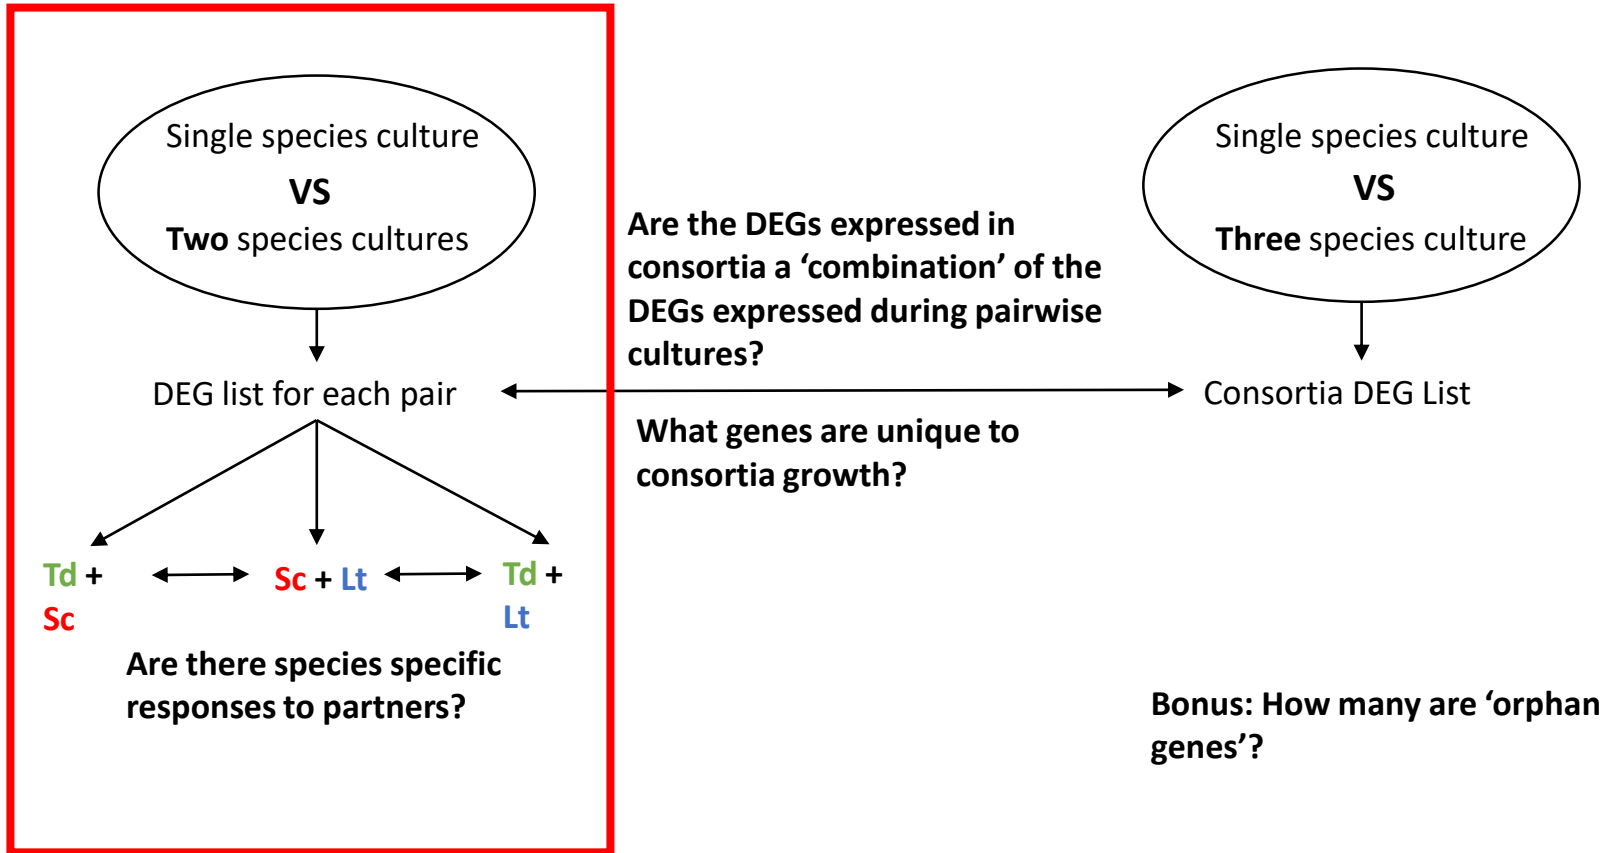 Single species culture
VS
Two species cultures
DEG list for each pair
Td +
Sc
Sc + Lt
Td +
Lt
Are there species specific
responses to partners?
Are the DEGs expressed in
consortia a ‘combination’ of the
DEGs expressed during pairwise
cultures?
What genes are unique to
consortia growth?
Single species culture
VS
Three species culture
Consortia DEG List
Bonus: How many are ‘orphan
genes’?